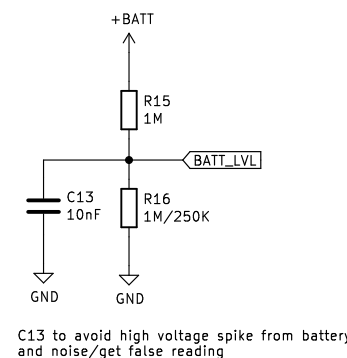 +BATT
R15
1M
BATT_LVL
C13
10nF
R16
1M/250K
GND
GND
C13 to avoid high voltage spike from battery
and noise/get false reading